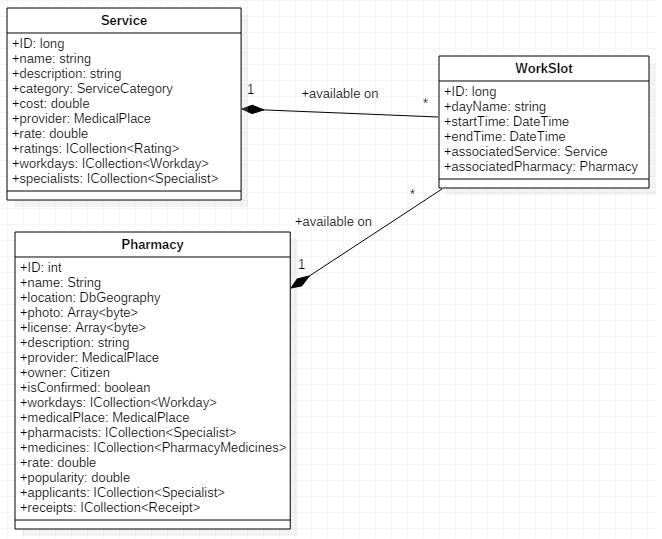 Service
+ID: long
+name: string
+description: string
+category: ServiceCategory
+cost: double
+provider: MedicalPlace
+rate: double
+ratings: ICollection<Rating>
+workdays: ICollection<Workday>
+specialists: ICollection<Specialist>
1
+available on
*
WorkSlot
+ID: long
+dayName: string
+startTime: DateTime
+endTime: DateTime
+associatedService: Service
+associatedPharmacy: Pharmacy
*
+available on
1
Pharmacy
+ID: int
+name: String
+location: DbGeography
+photo: Array<byte>
+license: Array<byte>
+description: string
+provider: MedicalPlace
+owner: Citizen
+isConfirmed: boolean
+workdays: ICollection<Workday>
+medicalPlace: MedicalPlace
+pharmacists: ICollection<Specialist>
+medicines: ICollection<PharmacyMedicines>
+rate: double
+popularity: double
+applicants: ICollection<Specialist>
+receipts: ICollection<Receipt>